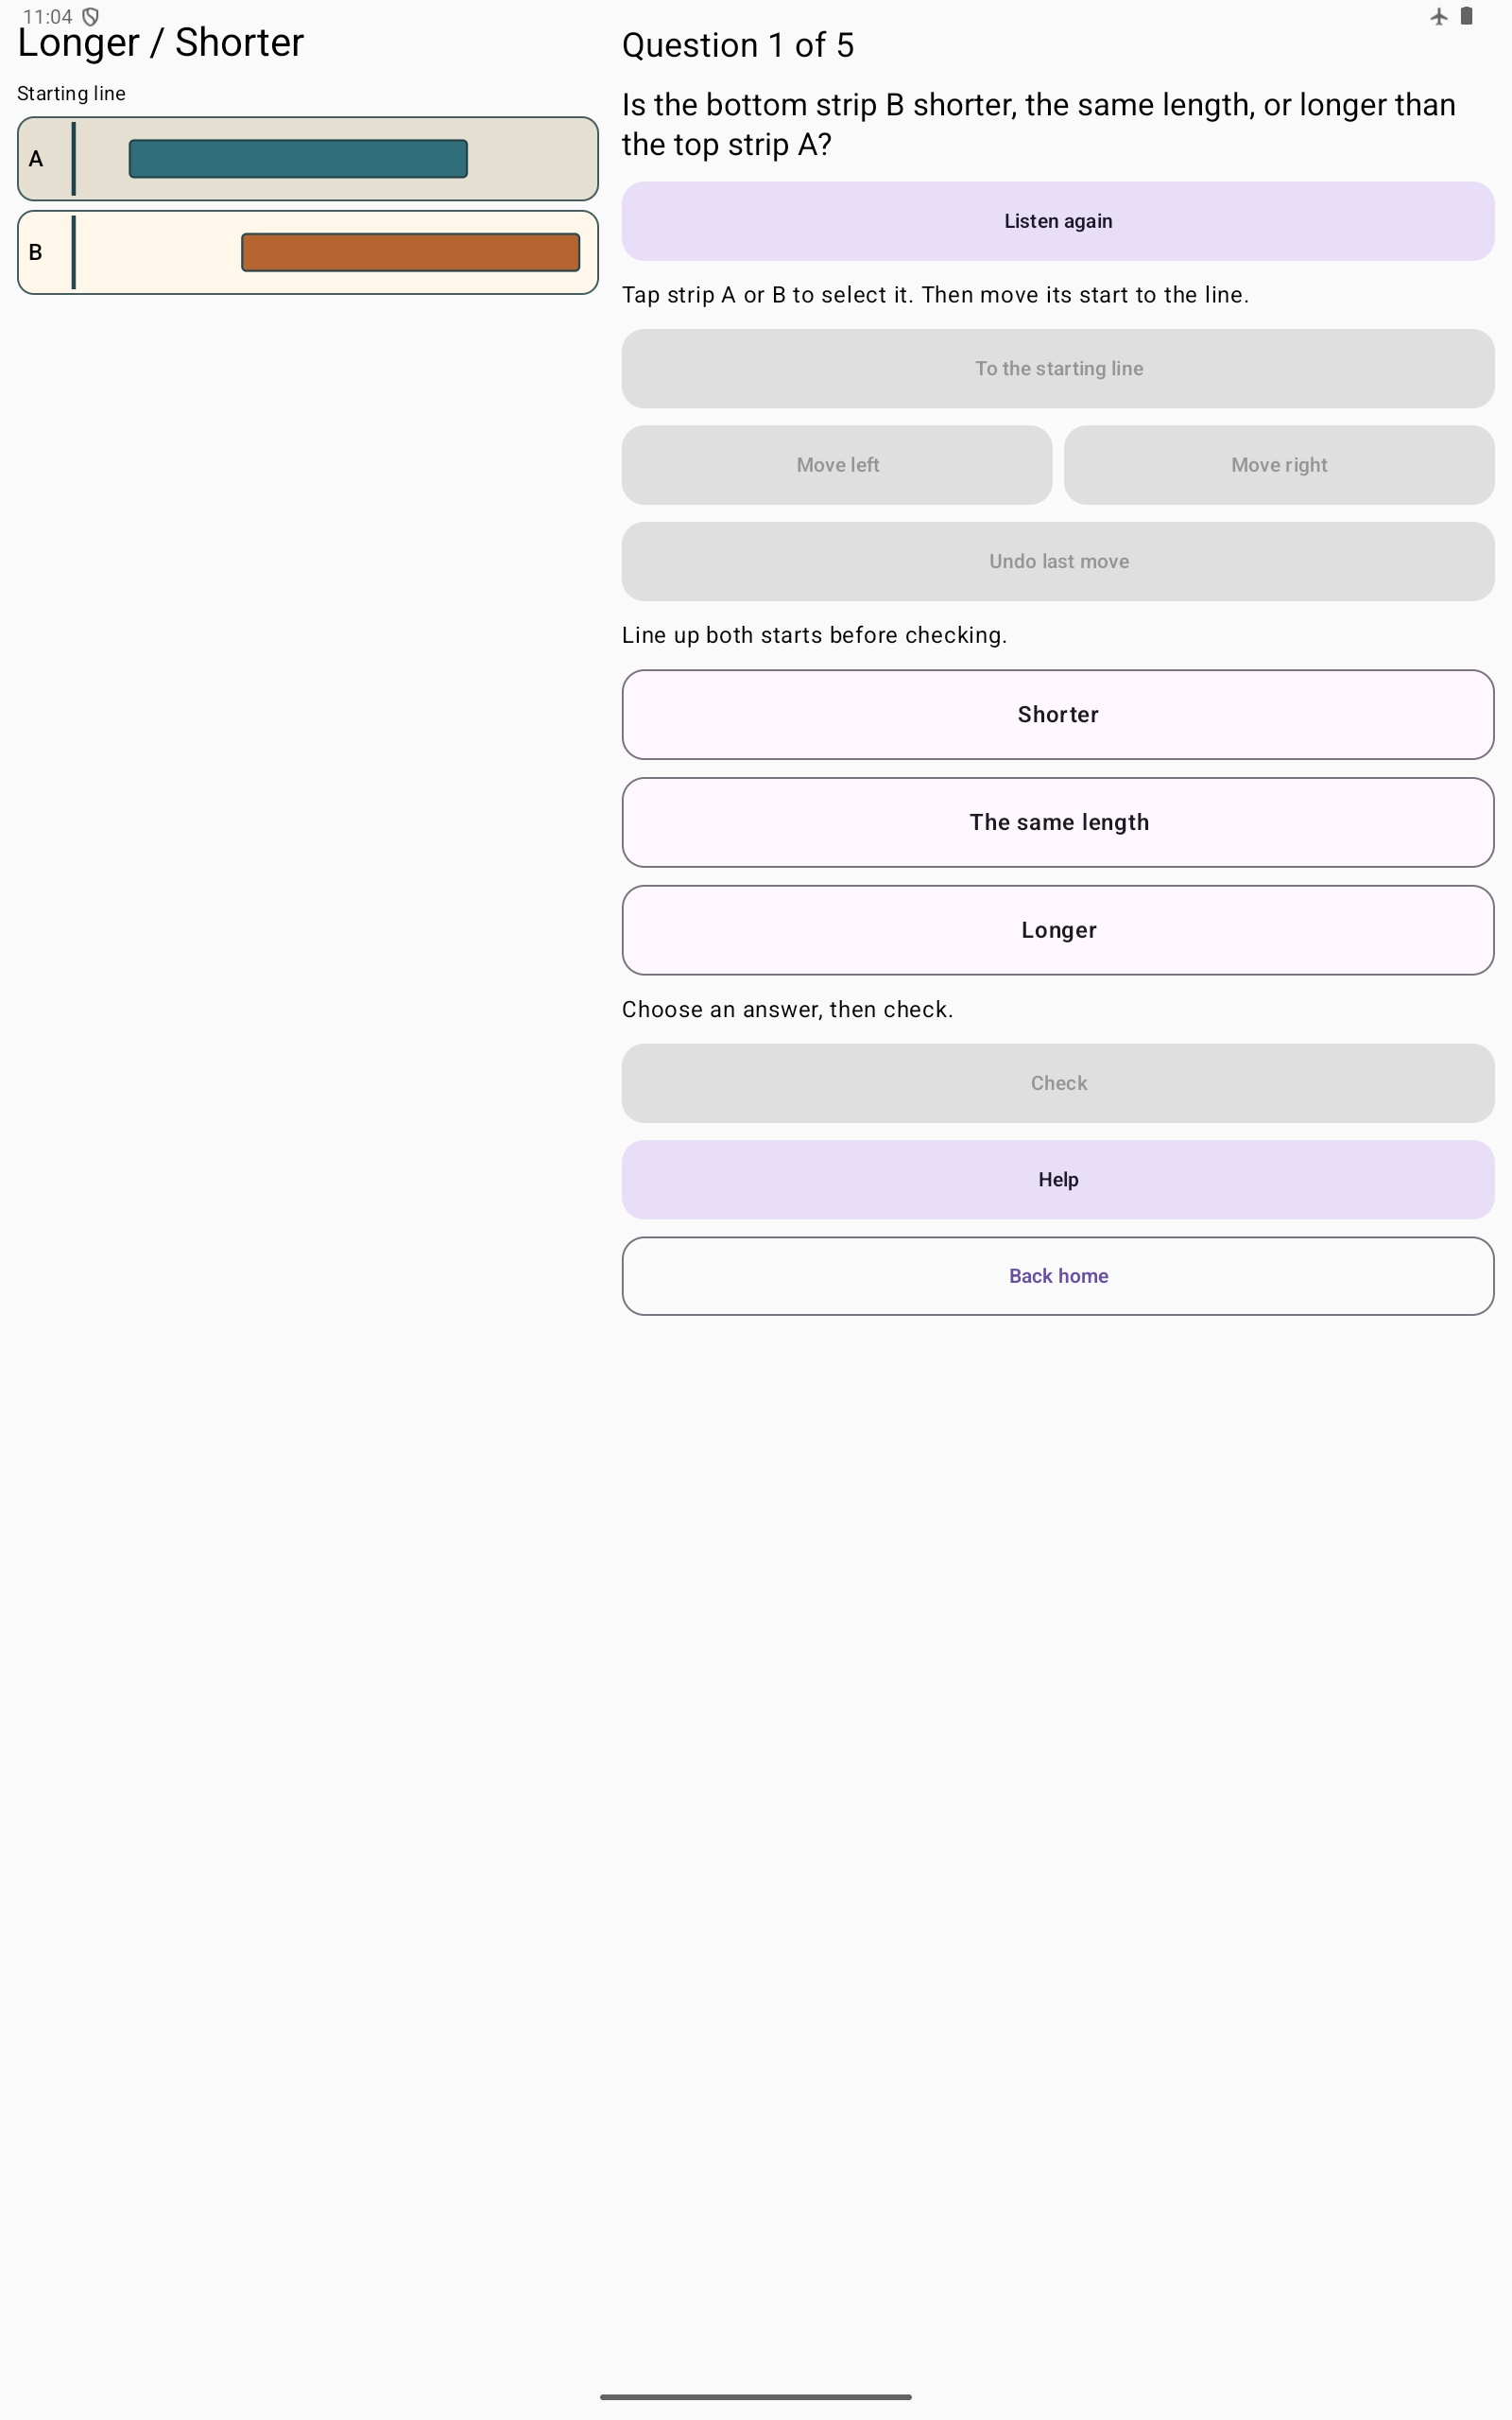 11:04
Longer / Shorter
Starting line
A
B
Question 1 of 5
Is the bottom strip B shorter, the same length, or longer than
the top strip A?
Listen again
Tap strip A or B to select it. Then move its start to the line.
To the starting line
Move left
Move right
Undo last move
Line up both starts before checking.
Shorter
The same length
Longer
Choose an answer, then check.
Check
Help
Back home